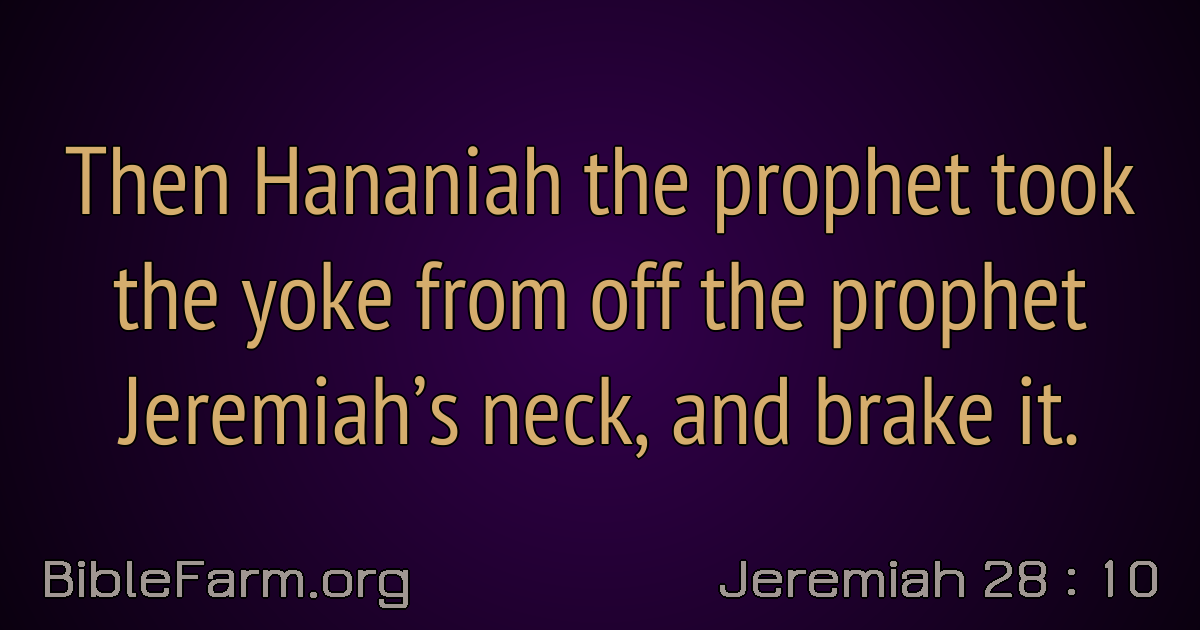 Then Hananiah the prophet took
the yoke from off the prophet
Jeremiah’s neck, and brake it.
BibleFarm.org
Jeremiah 28 : 10